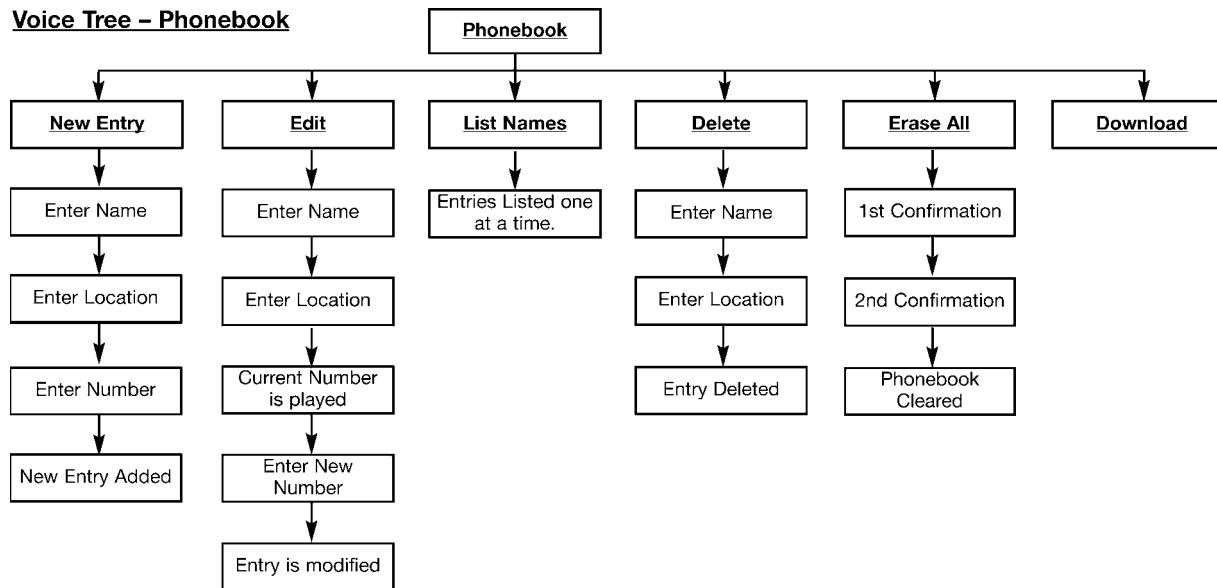 Voice Tree – Phonebook
Phonebook
New Entry
Edit
List Names
Delete
Erase All
Download
Enter Name
Enter Name
Entries Listed one
at a time.
Enter Name
1st Confirmation
Enter Location
Enter Location
Enter Location
2nd Confirmation
Enter Number
Current Number
is played
Entry Deleted
Phonebook
Cleared
New Entry Added
Enter New
Number
Entry is modified